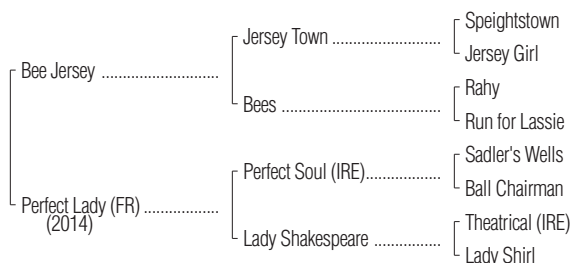 Speightstown
Jersey Town ............................
Jersey Girl
Bee Jersey ..............................
Rahy
Bees .........................................
Run for Lassie
Sadler's Wells
Perfect Soul (IRE)...................
Ball Chairman
Perfect Lady (FR) ...................
(2014)
Theatrical (IRE)
Lady Shakespeare .................
Lady Shirl